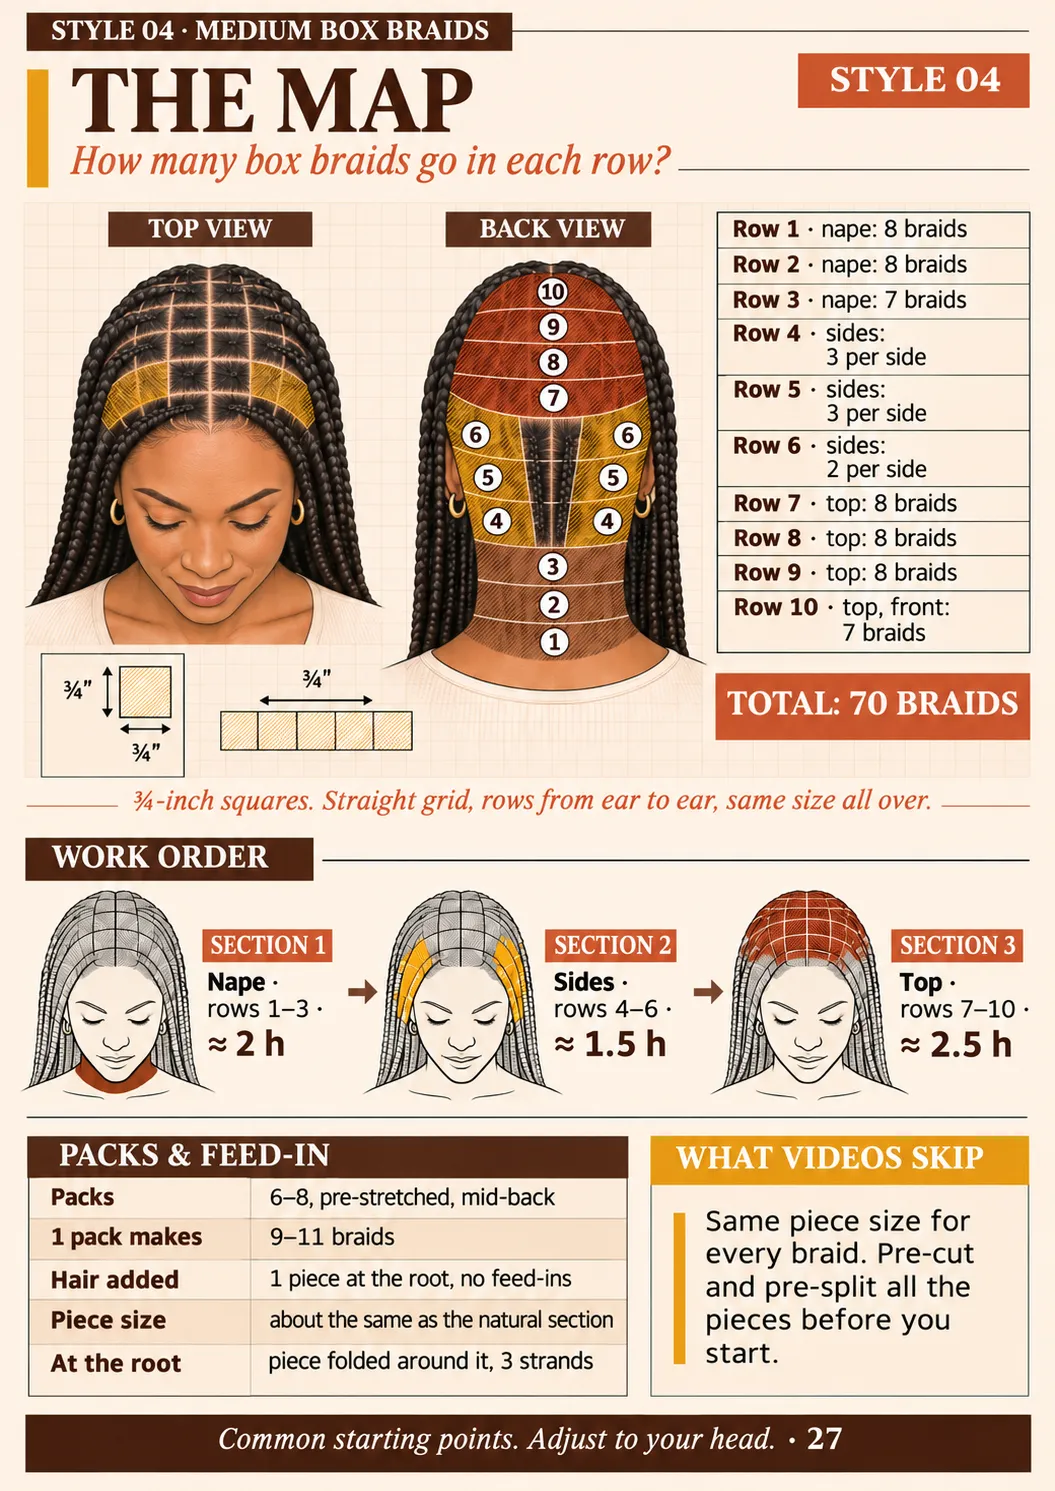 STYLE 04 · MEDIUM BOX BRAIDS
THE MAP
STYLE 04
How many box braids go in each row?
TOP VIEW
BACK VIEW
10
9
8
7
6
6
5
5
4
4
3
2
1
Row 1 · nape: 8 braids
Row 2 · nape: 8 braids
Row 3 · nape: 7 braids
Row 4 · sides:
3 per side
Row 5 · sides:
3 per side
Row 6 · sides:
2 per side
Row 7 · top: 8 braids
Row 8 · top: 8 braids
Row 9 · top: 8 braids
Row 10 · top, front:
7 braids
TOTAL: 70 BRAIDS
¾”
¾”
¾”
¾-inch squares. Straight grid, rows from ear to ear, same size all over.
WORK ORDER
SECTION 1
Nape ·
rows 1–3 ·
≈ 2 h
SECTION 2
Sides ·
rows 4–6 ·
≈ 1.5 h
SECTION 3
Top ·
rows 7–10 ·
≈ 2.5 h
PACKS & FEED-IN
Packs 6–8, pre-stretched, mid-back
1 pack makes 9–11 braids
Hair added 1 piece at the root, no feed-ins
Piece size about the same as the natural section
At the root piece folded around it, 3 strands
WHAT VIDEOS SKIP
Same piece size for
every braid. Pre-cut
and pre-split all the
pieces before you
start.
Common starting points. Adjust to your head. · 27